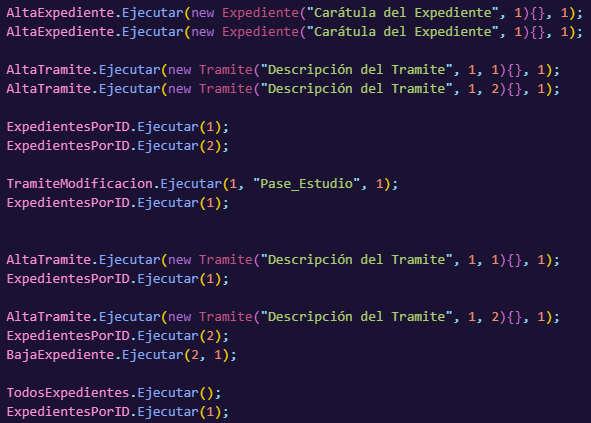 AltaExpediente.Ejecutar(new Expediente("Carátula del Expediente", 1){}, 1);
AltaExpediente.Ejecutar(new Expediente("Carátula del Expediente", 1){}, 1);
AltaTramite.Ejecutar(new Tramite("Descripción del Tramite", 1, 1){}, 1);
AltaTramite.Ejecutar(new Tramite("Descripción del Tramite", 1, 2){}, 1);
ExpedientesPorID.Ejecutar(1);
ExpedientesPorID.Ejecutar(2);
TramiteModificacion.Ejecutar(1, "Pase_Estudio", 1);
ExpedientesPorID.Ejecutar(1);
AltaTramite.Ejecutar(new Tramite("Descripción del Tramite", 1, 1){}, 1);
ExpedientesPorID.Ejecutar(1);
AltaTramite.Ejecutar(new Tramite("Descripción del Tramite", 1, 2){}, 1);
ExpedientesPorID.Ejecutar(2);
BajaExpediente.Ejecutar(2, 1);
TodosExpedientes.Ejecutar();
ExpedientesPorID.Ejecutar(1);